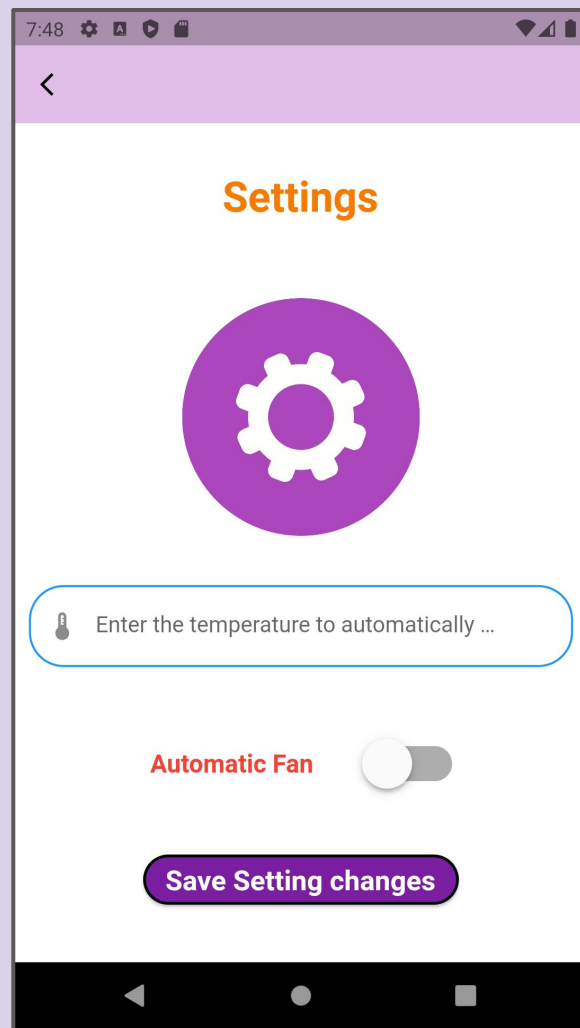 7:48
Settings
Enter the temperature to automatically ...
Automatic Fan
Save Setting changes